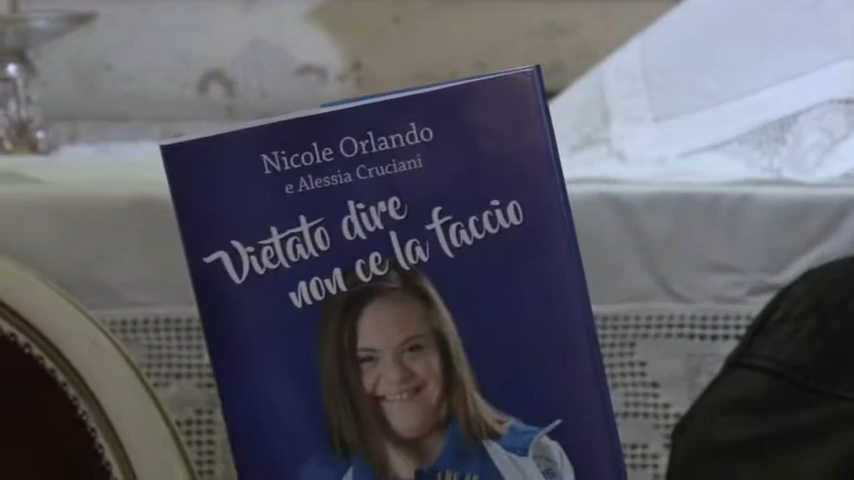 Nicole Orlando
e Alessia Cruciani
Vietato dire
non ce la faccio